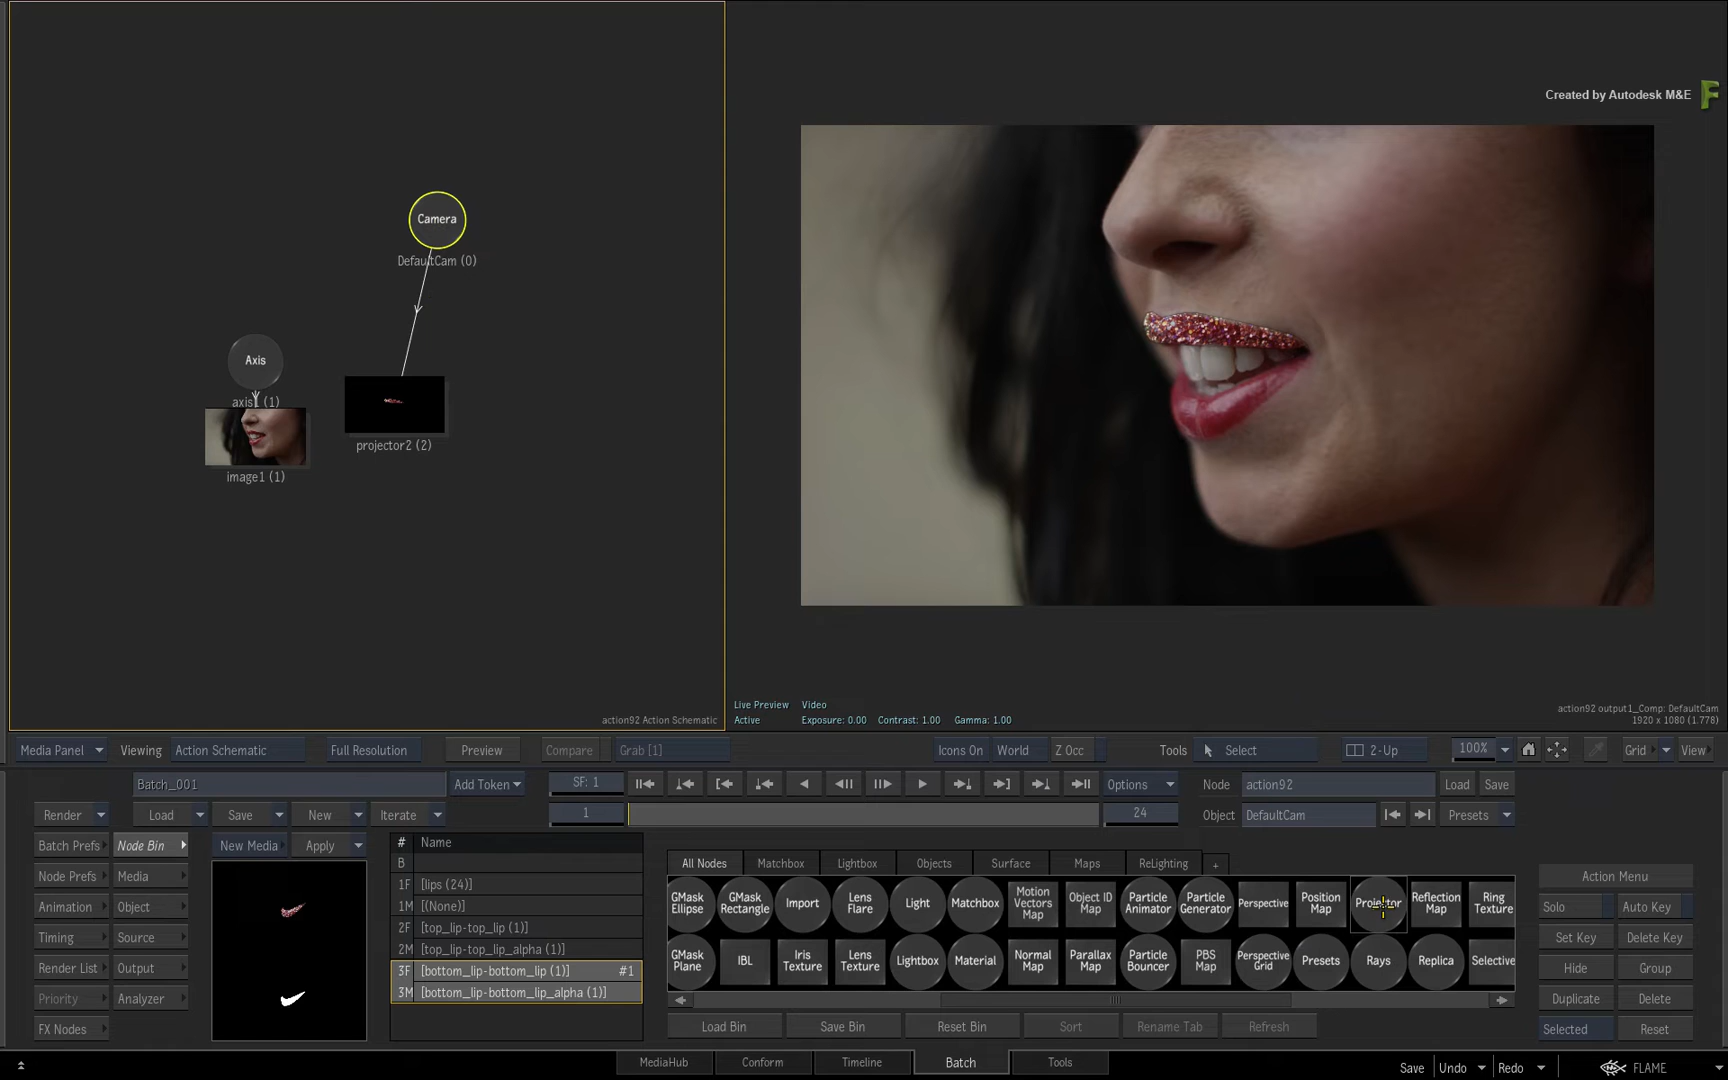 Created by Autodesk M&E
Camera
DefaultCam (0)
Axis
axis1 (1)
image1 (1)
projector2 (2)
action92 Action Schematic
Live Preview Video
Active Exposure: 0.00 Contrast: 1.00 Gamma: 1.00
action92 output1_Comp: DefaultCam
1920 x 1080 (1.778)
Media Panel Viewing Action Schematic Full Resolution Preview Compare Grab [1] Icons On World Z Occ Tools Select 2-Up 100% Grid View
Batch_001 Add Token SF: 1 Options Node action92 Load Save
Render Load Save New Iterate 1 24 Object DefaultCam Presets
Batch Prefs Node Bin New Media Apply # Name
B
All Nodes Matchbox Lightbox Objects Surface Maps ReLighting +
Action Menu
Node Prefs Media 1F [lips (24)]
Animation Object 1M [(None)]
GMask Ellipse GMask Rectangle Import Lens Flare Light Matchbox Motion Vectors Map Object ID Map Particle Animator Particle Generator Perspective Position Map Projector Reflection Map Ring Texture
Solo Auto Key
Timing Source 2F [top_lip-top_lip (1)]
2M [top_lip-top_lip_alpha (1)]
Set Key Delete Key
Render List Output 3F [bottom_lip-bottom_lip (1)] #1
GMask Plane IBL Iris Texture Lens Texture Lightbox Material Normal Map Parallax Map Particle Bouncer PBS Map Perspective Grid Presets Rays Replica Selective
Hide Group
Priority Analyzer 3M [bottom_lip-bottom_lip_alpha (1)]
Duplicate Delete
FX Nodes Load Bin Save Bin Reset Bin Sort Rename Tab Refresh Selected Reset
MediaHub Conform Timeline Batch Tools Save Undo Redo FLAME